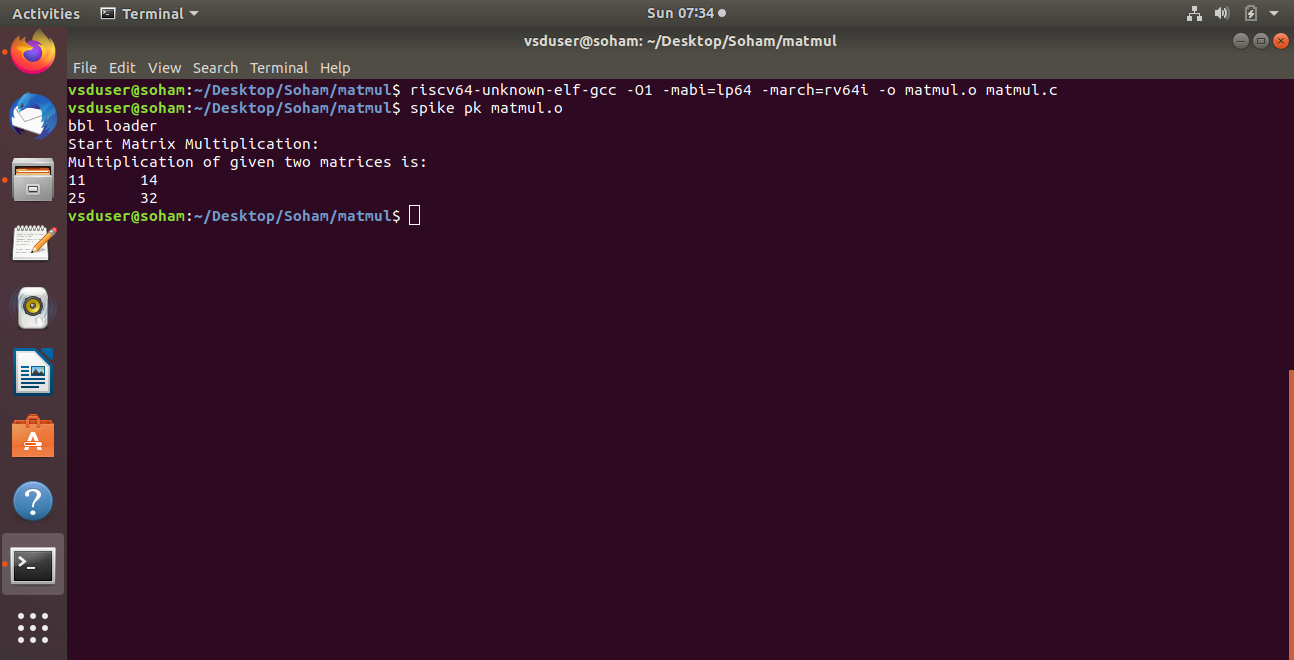 Activities Terminal Sun 07:34
vsduser@soham: ~/Desktop/Soham/matmul
File Edit View Search Terminal Help
vsduser@soham:~/Desktop/Soham/matmul$ riscv64-unknown-elf-gcc -O1 -mabi=lp64 -march=rv64i -o matmul.o matmul.c
vsduser@soham:~/Desktop/Soham/matmul$ spike pk matmul.o
bbl loader
Start Matrix Multiplication:
Multiplication of given two matrices is:
11 14
25 32
vsduser@soham:~/Desktop/Soham/matmul$